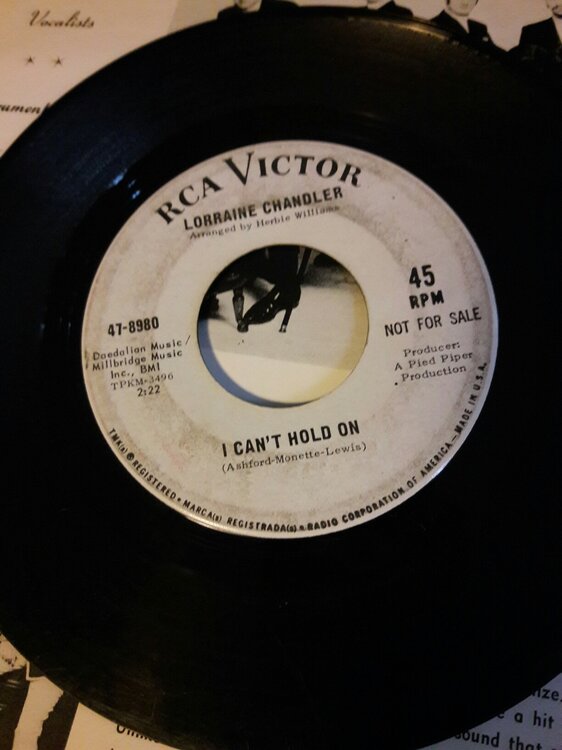 Vocalists
RCA VICTOR
LORRAINE CHANDLER
Arranged by Herbie Williams
47-8980
Daedalian Music/
Millbridge Music
Inc., BMI
TPKM-3496
2:22
45
RPM
NOT FOR SALE
Producer:
A Pied Piper
Production
I CAN'T HOLD ON
(Ashford-Monette-Lewis)
TMK(s) ® REGISTERED • MARCA(s) REGISTRADA(s) • RADIO CORPORATION OF AMERICA—MADE IN U.S.A.
a hit
sound that